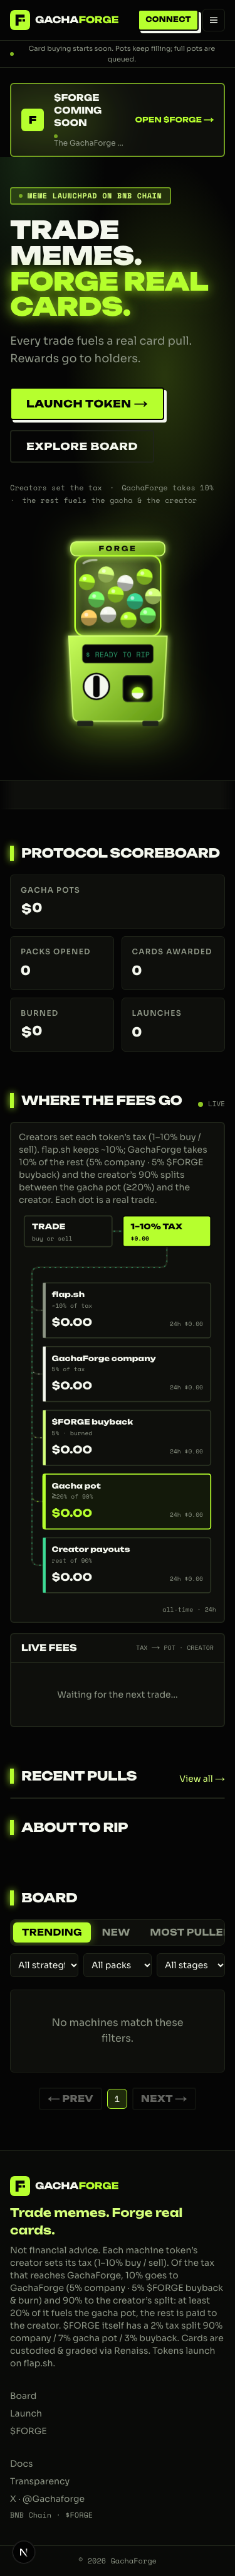 F GACHAFORGE
CONNECT
Card buying starts soon. Pots keep filling; full pots are
queued.
F
$FORGE
COMING
SOON
The GachaForge ...
OPEN $FORGE →
MEME LAUNCHPAD ON BNB CHAIN
TRADE
MEMES.
FORGE REAL
CARDS.
Every trade fuels a real card pull.
Rewards go to holders.
LAUNCH TOKEN →
EXPLORE BOARD
Creators set the tax · GachaForge takes 10%
· the rest fuels the gacha & the creator
FORGE
$ READY TO RIP
PROTOCOL SCOREBOARD
GACHA POTS
$0
PACKS OPENED
0
CARDS AWARDED
0
BURNED
$0
LAUNCHES
0
WHERE THE FEES GO
LIVE
Creators set each token's tax (1–10% buy /
sell). flap.sh keeps ~10%; GachaForge takes
10% of the rest (5% company · 5% $FORGE
buyback) and the creator's 90% splits
between the gacha pot (≥20%) and the
creator. Each dot is a real trade.
TRADE
buy or sell
1–10% TAX
$0.00
flap.sh
~10% of tax
$0.00
24h $0.00
GachaForge company
5% of tax
$0.00
24h $0.00
$FORGE buyback
5% · burned
$0.00
24h $0.00
Gacha pot
≥20% of 90%
$0.00
24h $0.00
Creator payouts
rest of 90%
$0.00
24h $0.00
all-time · 24h
LIVE FEES
TAX → POT · CREATOR
Waiting for the next trade...
RECENT PULLS
View all →
ABOUT TO RIP
BOARD
TRENDING
NEW
MOST PULLE
All strategi
All packs
All stages
No machines match these
filters.
← PREV
1
NEXT →
F GACHAFORGE
Trade memes. Forge real
cards.
Not financial advice. Each machine token's
creator sets its tax (1–10% buy / sell). Of the tax
that reaches GachaForge, 10% goes to
GachaForge (5% company · 5% $FORGE buyback
& burn) and 90% to the creator's split: at least
20% of it fuels the gacha pot, the rest is paid to
the creator. $FORGE itself has a 2% tax split 90%
company / 7% gacha pot / 3% buyback. Cards are
custodied & graded via Renaiss. Tokens launch
on flap.sh.
Board
Launch
$FORGE
Docs
Transparency
X · @Gachaforge
BNB Chain · $FORGE
N
© 2026 GachaForge